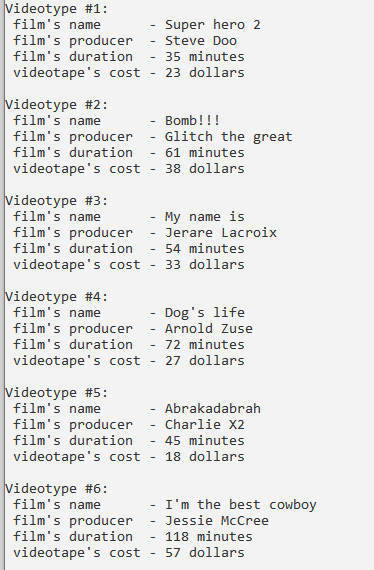 Videotype #1:
film's name - Super hero 2
film's producer - Steve Doo
film's duration - 35 minutes
videotape's cost - 23 dollars
Videotype #2:
film's name - Bomb!!!
film's producer - Glitch the great
film's duration - 61 minutes
videotape's cost - 38 dollars
Videotype #3:
film's name - My name is
film's producer - Jerare Lacroix
film's duration - 54 minutes
videotape's cost - 33 dollars
Videotype #4:
film's name - Dog's life
film's producer - Arnold Zuse
film's duration - 72 minutes
videotape's cost - 27 dollars
Videotype #5:
film's name - Abrakadabrah
film's producer - Charlie X2
film's duration - 45 minutes
videotape's cost - 18 dollars
Videotype #6:
film's name - I'm the best cowboy
film's producer - Jessie McCree
film's duration - 118 minutes
videotape's cost - 57 dollars